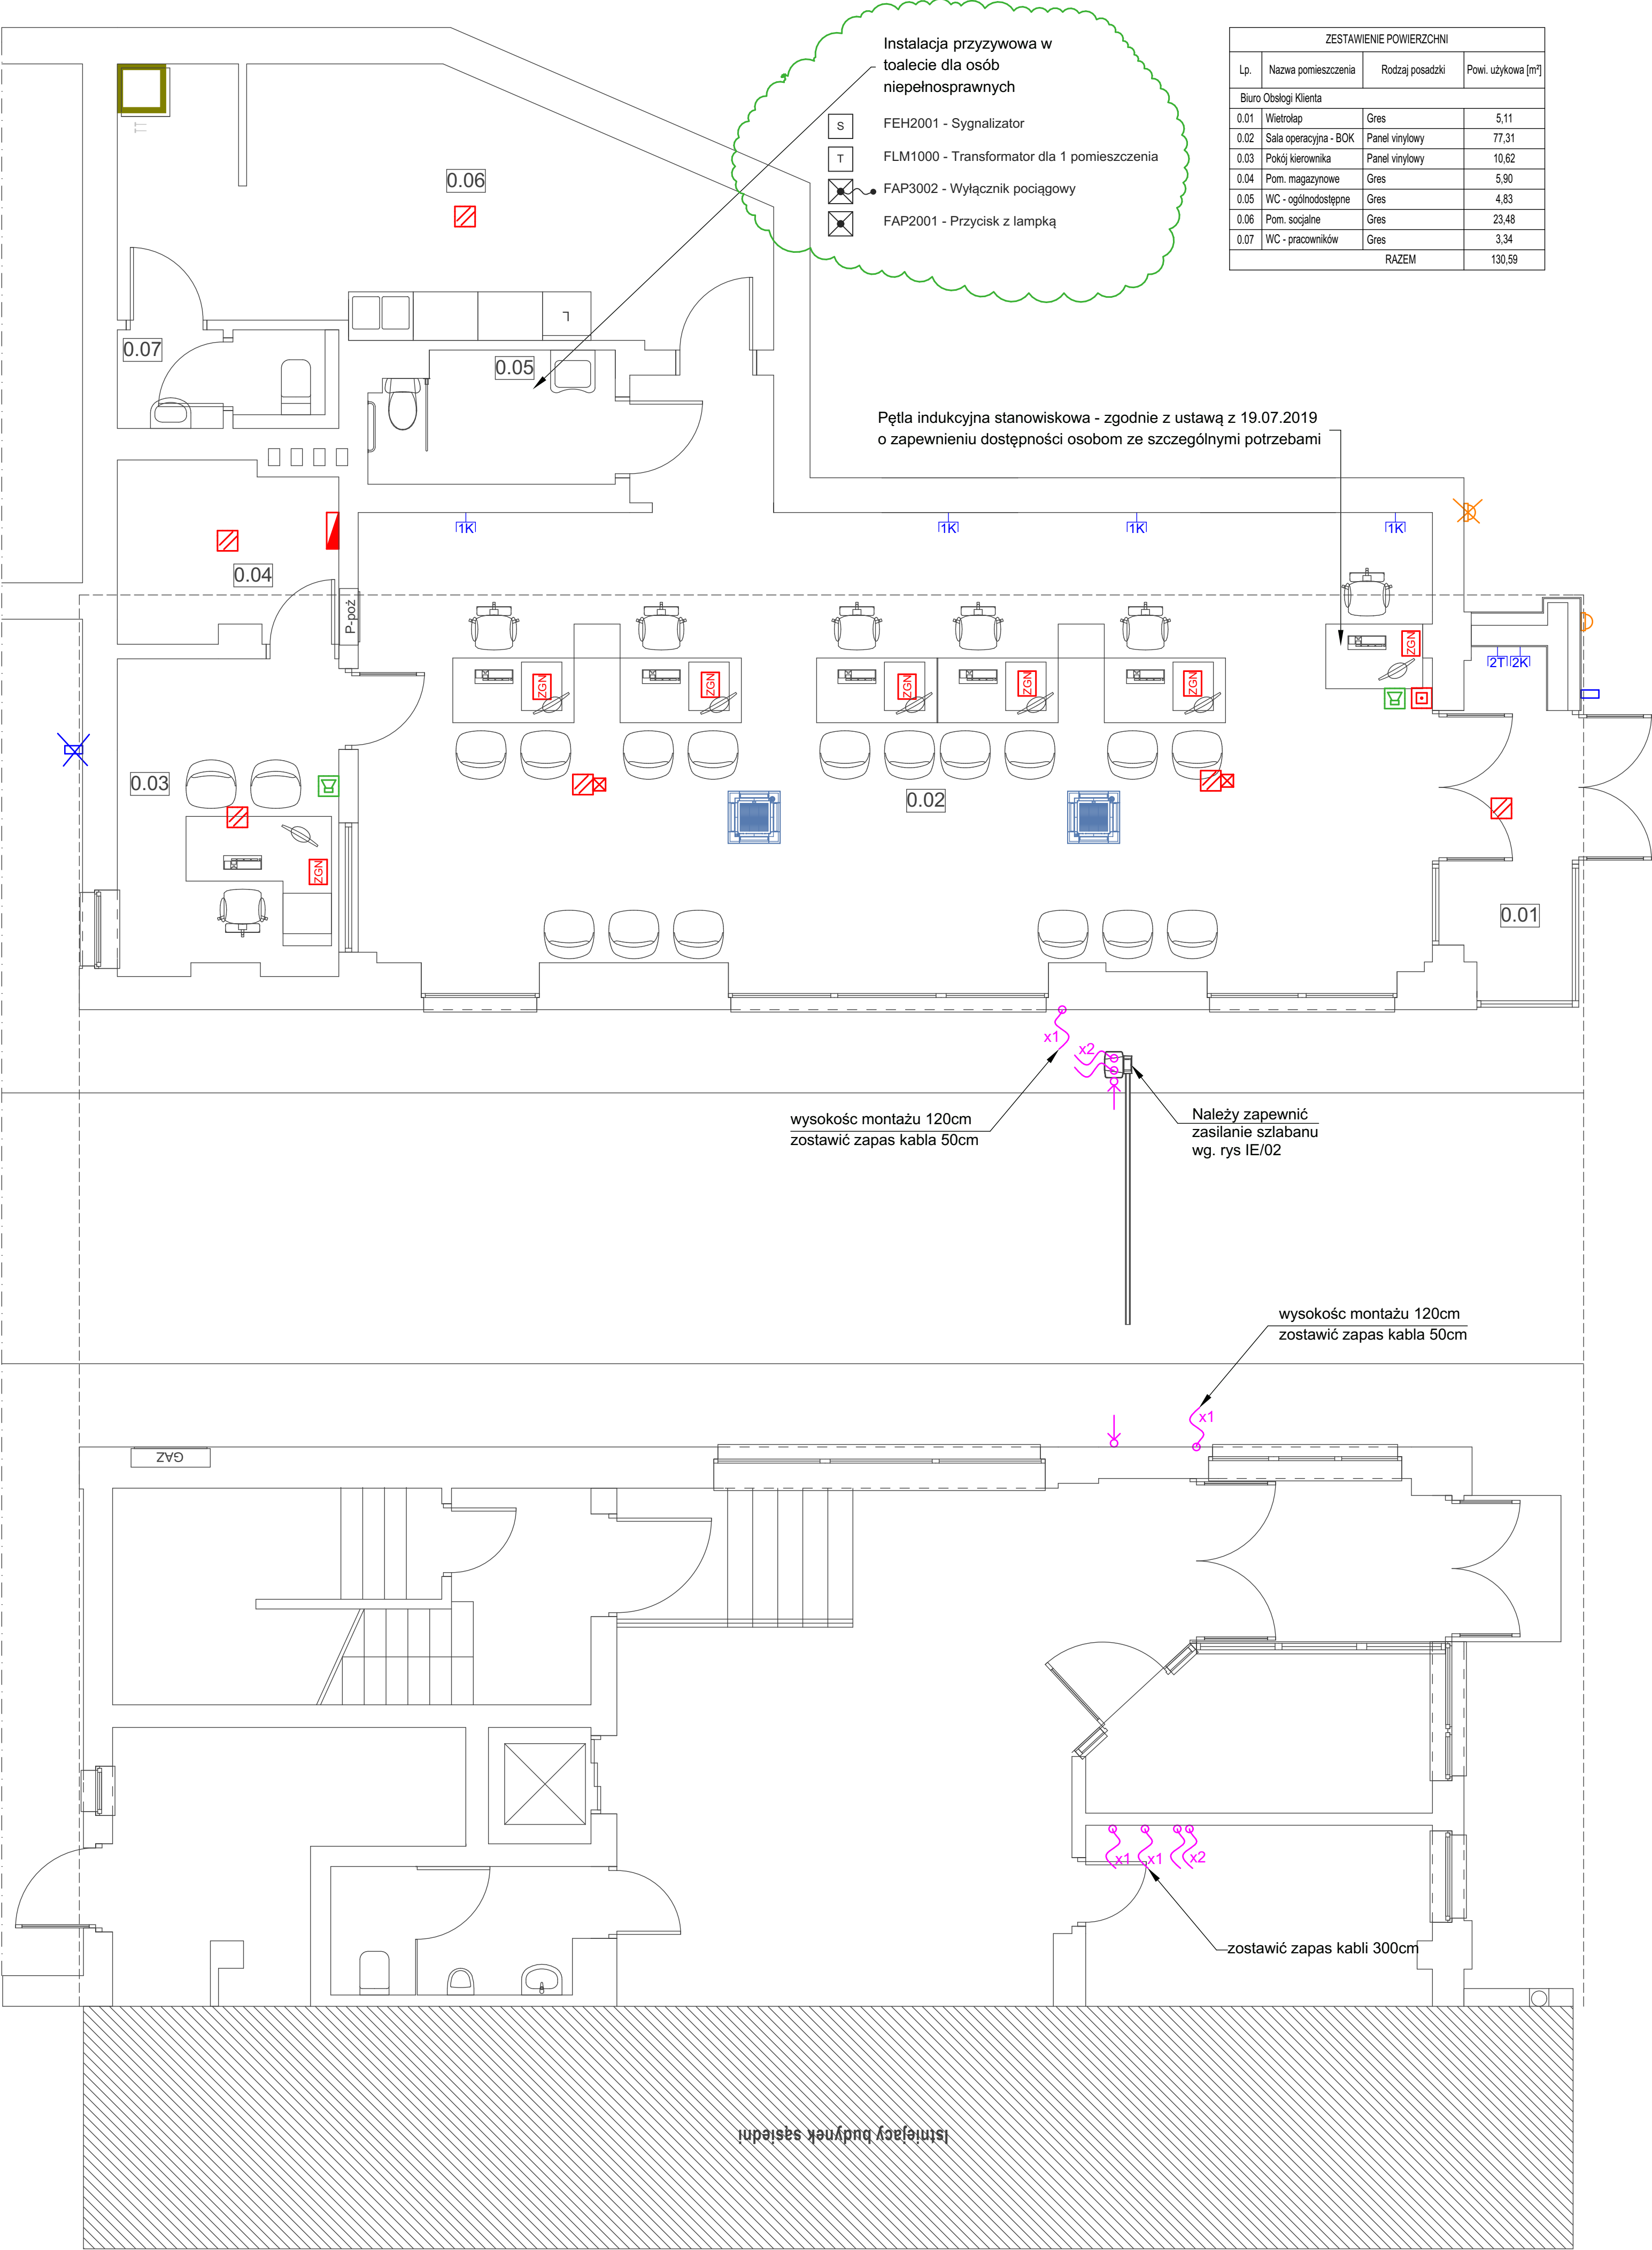 Instalacja przyzywowa w
toalecie dla osób
niepełnosprawnych
S FEH2001 - Sygnalizator
T FLM1000 - Transformator dla 1 pomieszczenia
FAP3002 - Wyłącznik pociągowy
FAP2001 - Przycisk z lampką
ZESTAWIENIE POWIERZCHNI
Lp. Nazwa pomieszczenia Rodzaj posadzki Powi. użykowa [m²]
Biuro Obsłogi Klienta
0.01 Wietrołap Gres 5,11
0.02 Sala operacyjna - BOK Panel vinylowy 77,31
0.03 Pokój kierownika Panel vinylowy 10,62
0.04 Pom. magazynowe Gres 5,90
0.05 WC - ogólnodostępne Gres 4,83
0.06 Pom. socjalne Gres 23,48
0.07 WC - pracowników Gres 3,34
RAZEM 130,59
0.06
L
0.07
0.05
Pętla indukcyjna stanowiskowa - zgodnie z ustawą z 19.07.2019
o zapewnieniu dostępności osobom ze szczególnymi potrzebami
1K 1K 1K 1K
0.04
P-poż
ZGN ZGN ZGN ZGN ZGN ZGN
2T 2K
0.03
0.02
ZGN
0.01
x1
x2
wysokośc montażu 120cm
zostawić zapas kabla 50cm
Należy zapewnić
zasilanie szlabanu
wg. rys IE/02
wysokośc montażu 120cm
zostawić zapas kabla 50cm
x1
GAZ
x1 x1 x2
zostawić zapas kabli 300cm
Istniejacy budynek sąsiedni